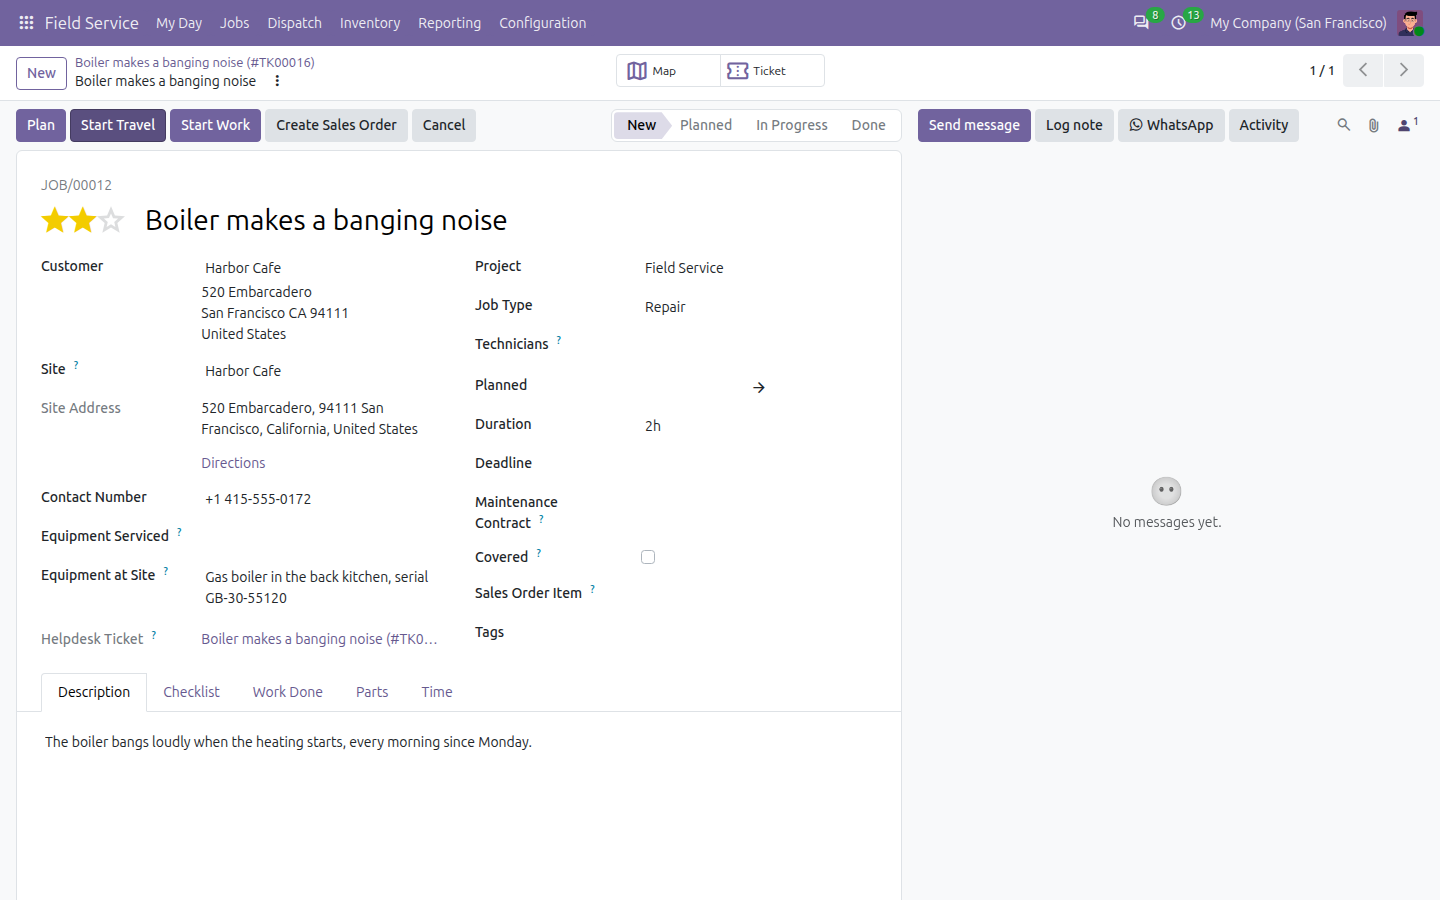 Field Service
My Day
Jobs
Dispatch
Inventory
Reporting
Configuration
8
13
My Company (San Francisco)
New
Boiler makes a banging noise (#TK00016)
Boiler makes a banging noise
Map
Ticket
1 / 1
Plan
Start Travel
Start Work
Create Sales Order
Cancel
New
Planned
In Progress
Done
Send message
Log note
WhatsApp
Activity
1
JOB/00012
Boiler makes a banging noise
Customer
Harbor Cafe
520 Embarcadero
San Francisco CA 94111
United States
Site ?
Harbor Cafe
Site Address
520 Embarcadero, 94111 San
Francisco, California, United States
Directions
Contact Number
+1 415-555-0172
Equipment Serviced ?
Equipment at Site ?
Gas boiler in the back kitchen, serial
GB-30-55120
Helpdesk Ticket ?
Boiler makes a banging noise (#TK0…
Project
Field Service
Job Type
Repair
Technicians ?
Planned
Duration
2h
Deadline
Maintenance
Contract ?
Covered ?
Sales Order Item ?
Tags
Description
Checklist
Work Done
Parts
Time
The boiler bangs loudly when the heating starts, every morning since Monday.
No messages yet.